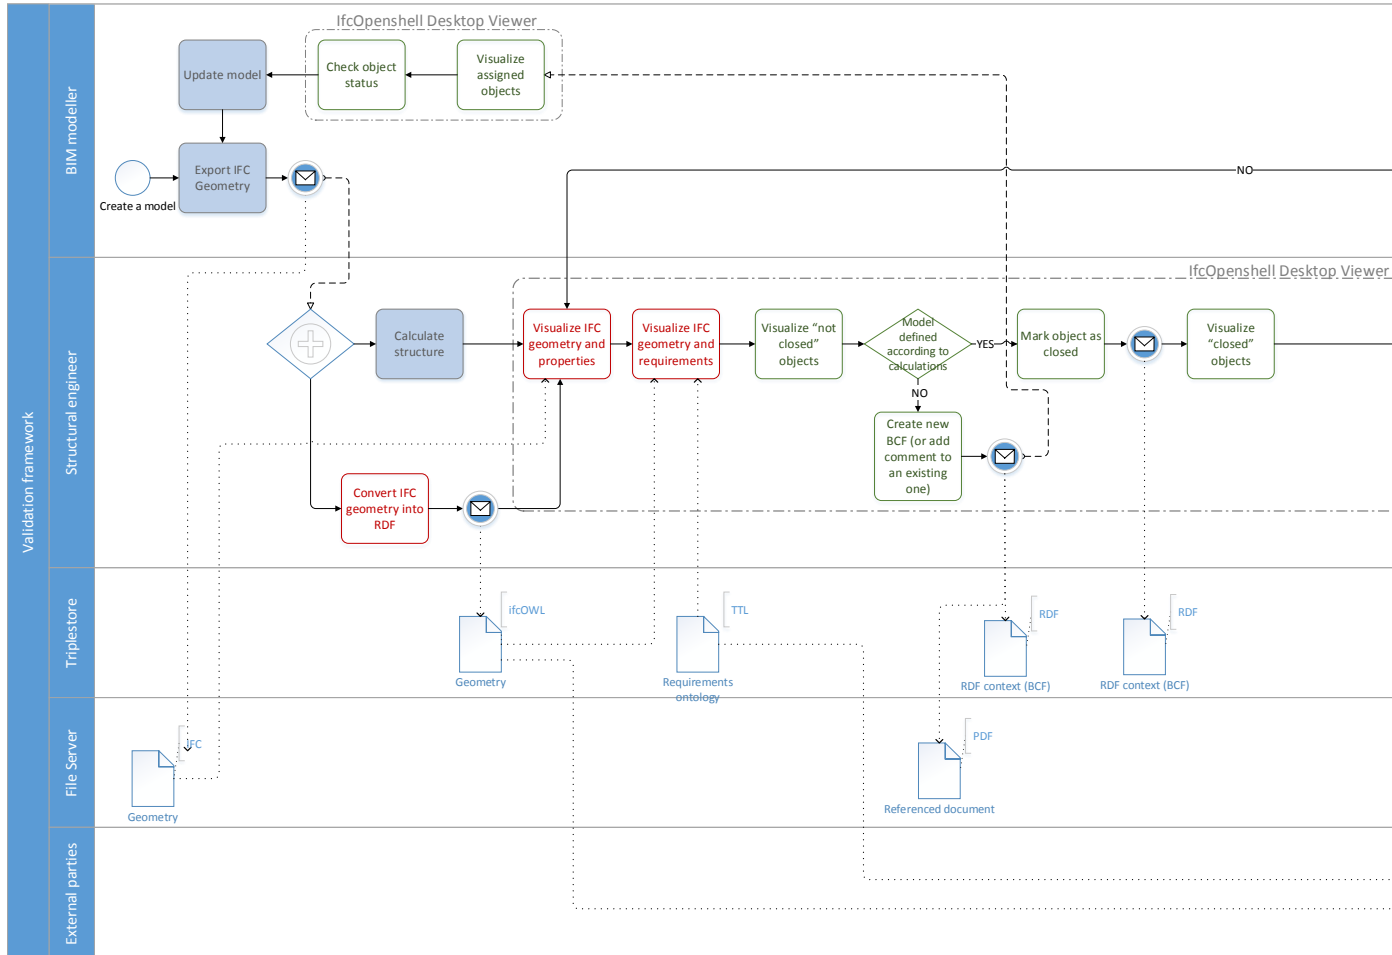 Validation framework
BIM modeller
IfcOpenshell Desktop Viewer
Update model
Check object
status
Visualize
assigned
objects
Export IFC
Geometry
Create a model
NO
Structural engineer
IfcOpenshell Desktop Viewer
Calculate
structure
Visualize IFC
geometry and
properties
Visualize IFC
geometry and
requirements
Visualize “not
closed”
objects
Model
defined
according to
calculations
YES
Mark object as
closed
Visualize
“closed”
objects
NO
Create new
BCF (or add
comment to
an existing
one)
Convert IFC
geometry into
RDF
Triplestore
ifcOWL
Geometry
TTL
Requirements
ontology
RDF
RDF context (BCF)
RDF
RDF context (BCF)
File Server
IFC
Geometry
PDF
Referenced document
External parties